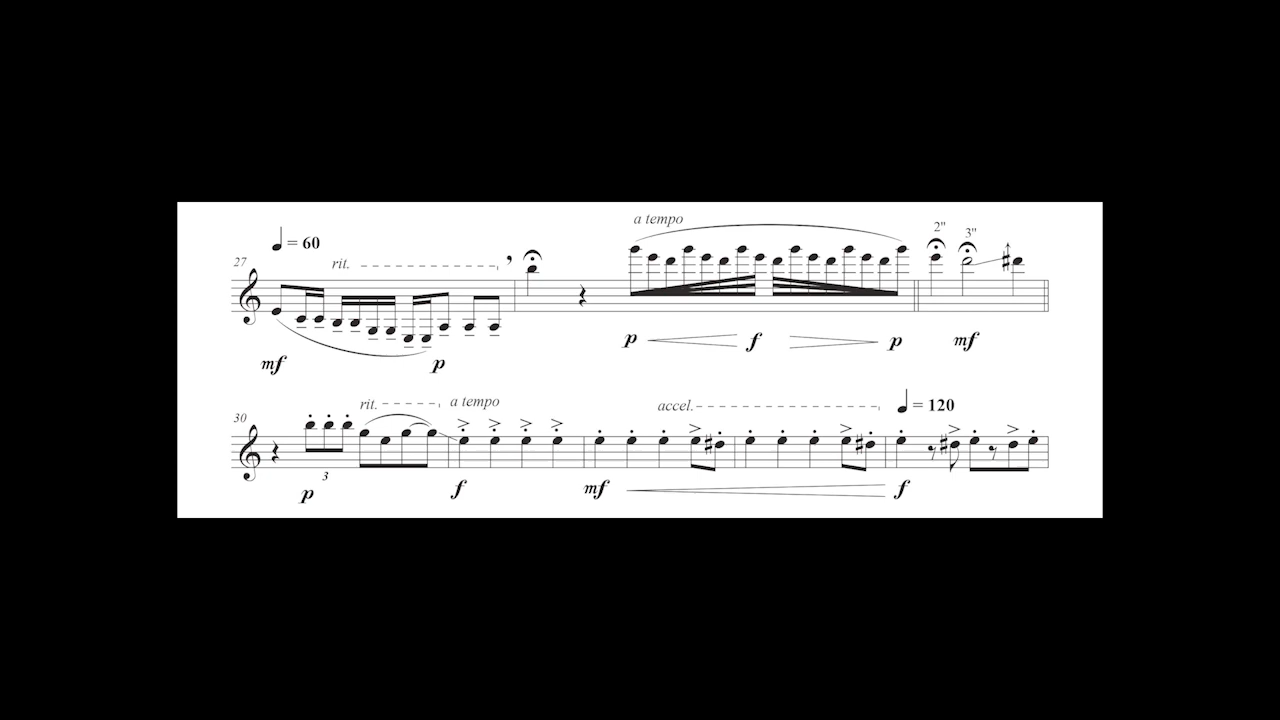 = 60
a tempo
2" 3"
27 rit.
mf p p f p mf
30 rit. a tempo accel. = 120
3
p f mf f